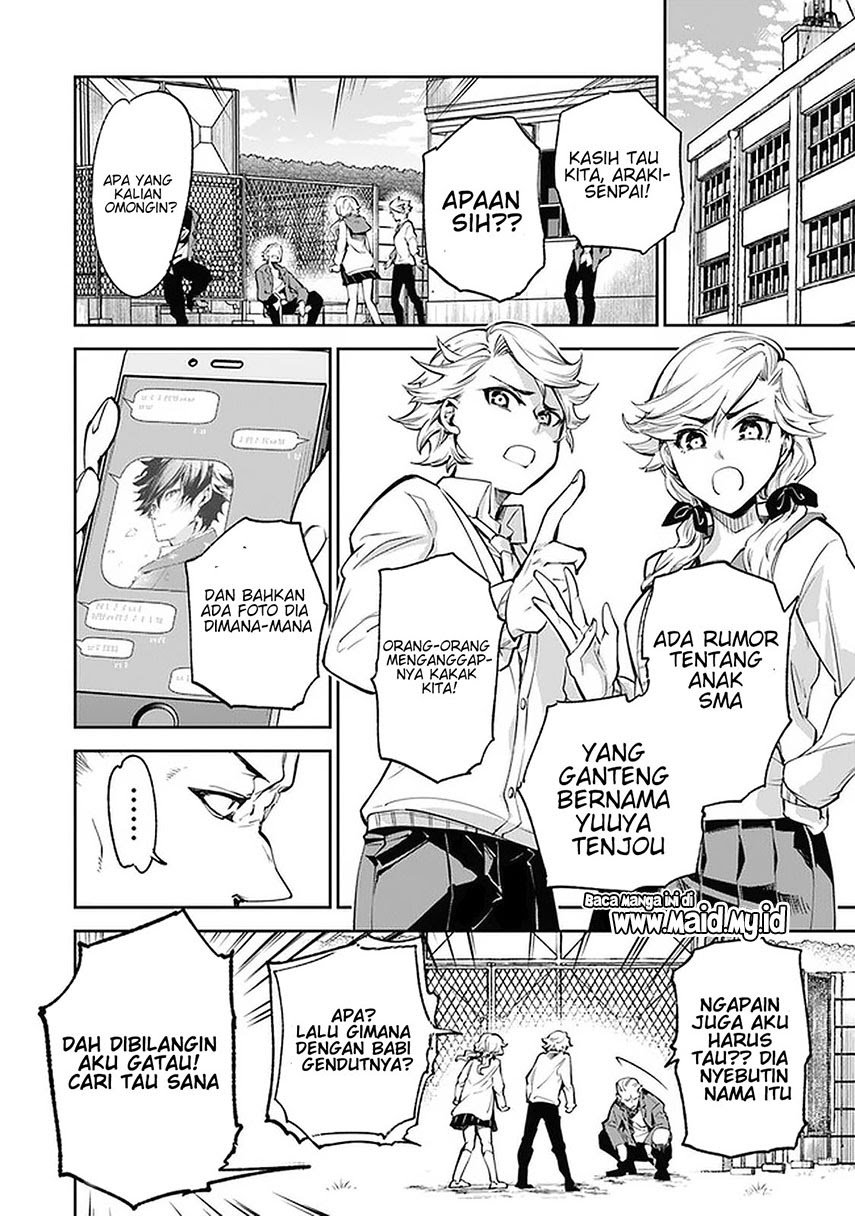 KASIH TAU
KITA, ARAKI-
SENPAI!
APAAN
SIH??
APA YANG
KALIAN
OMONGIN?
ADA RUMOR
TENTANG
ANAK
SMA
YANG
GANTENG
BERNAMA
YUUYA
TENJOU
ORANG-ORANG
MENGANGGAP-
NYA KAKAK
KITA!
DAN BAHKAN
ADA FOTO DIA
DIMANA-MANA
......
Baca Manga ini di
www.Maid.My.id
NGAPAIN
JUGA AKU
HARUS
TAU?? DIA
NYEBUTIN
NAMA ITU
APA?
LALU GIMANA
DENGAN BABI
GENDUTNYA?
DAH DIBILANGIN
AKU GATAU!
CARI TAU SANA